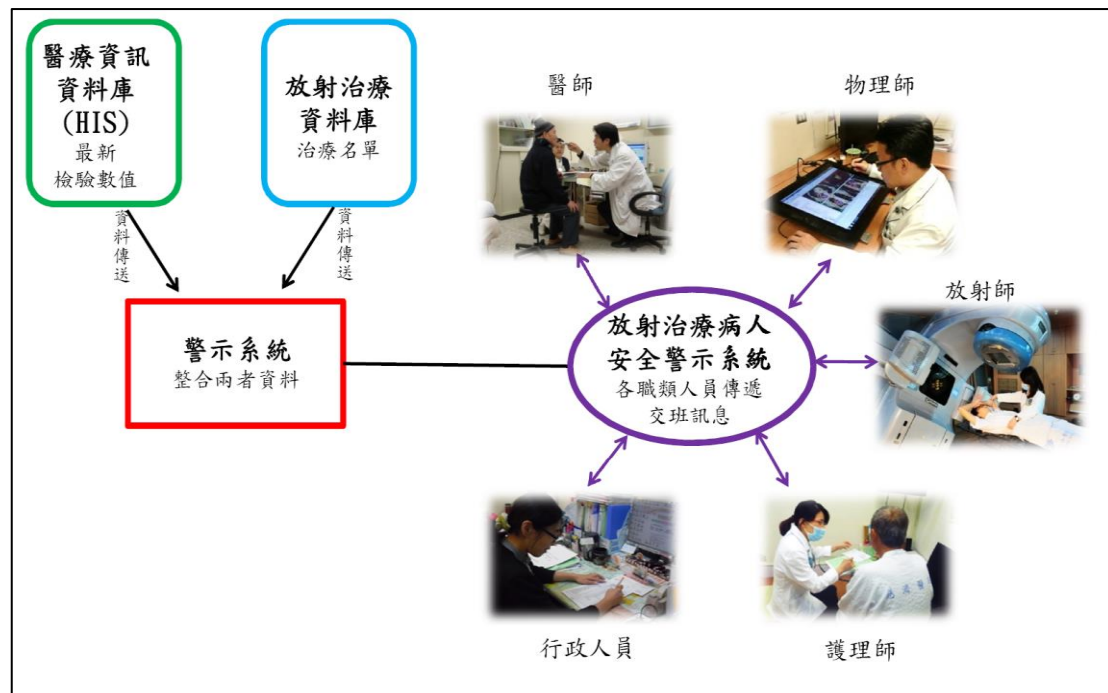 醫療資訊
資料庫
(HIS)
最新
檢驗數值
放射治療
資料庫
治療名單
資料傳送
資料傳送
警示系統
整合兩者資料
醫師
物理師
放射師
放射治療病人
安全警示系統
各職類人員傳遞
交班訊息
行政人員
護理師